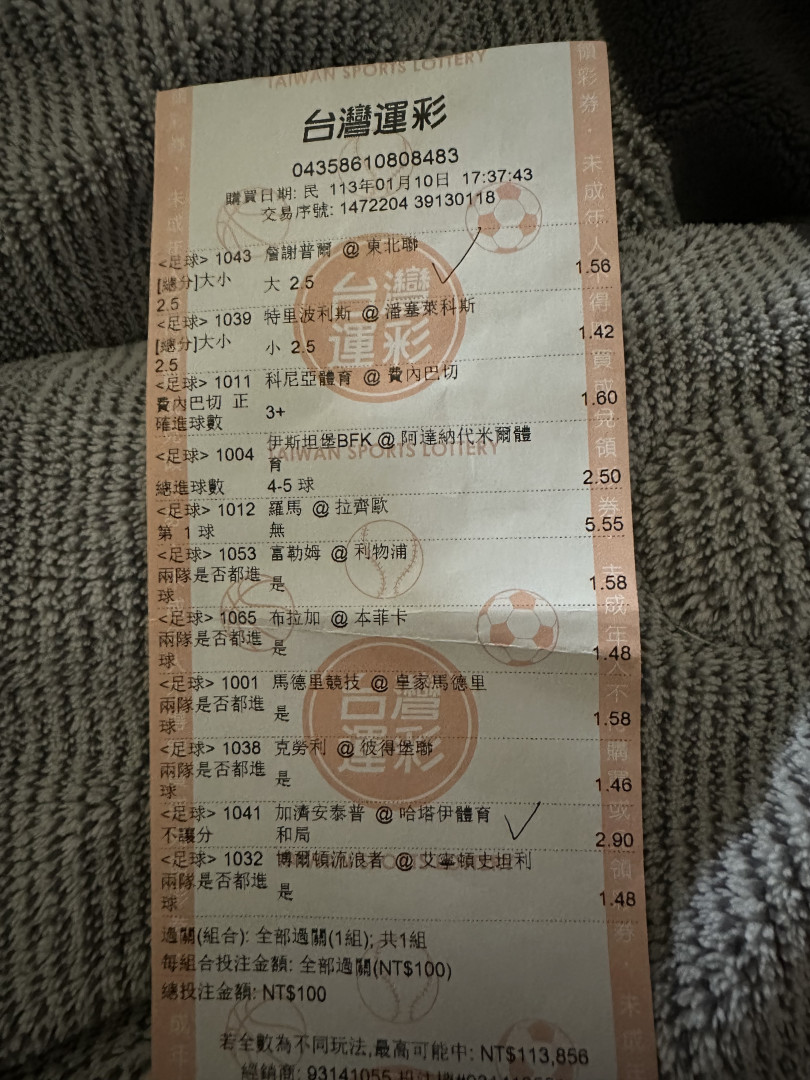 TAIWAN SPORTS LOTTERY
台灣運彩
04358610808483
購買日期: 民 113年01月10日 17:37:43
交易序號: 1472204 39130118
<足球> 1043 詹謝普爾 @ 東北聯
[總分]大小 大 2.5 1.56
2.5
<足球> 1039 特里波利斯 @ 潘塞萊科斯
[總分]大小 小 2.5 1.42
2.5
<足球> 1011 科尼亞體育 @ 費內巴切
費內巴切 正 3+ 1.60
確進球數
<足球> 1004 伊斯坦堡BFK @ 阿達納代米爾體
育
總進球數 4-5 球 2.50
<足球> 1012 羅馬 @ 拉齊歐
第 1 球 無 5.55
<足球> 1053 富勒姆 @ 利物浦
兩隊是否都進 是 1.58
球
<足球> 1065 布拉加 @ 本菲卡
兩隊是否都進 是 1.48
球
<足球> 1001 馬德里競技 @ 皇家馬德里
兩隊是否都進 是 1.58
球
<足球> 1038 克勞利 @ 彼得堡聯
兩隊是否都進 是 1.46
球
<足球> 1041 加濟安泰普 @ 哈塔伊體育
不讓分 和局 2.90
<足球> 1032 博爾頓流浪者 @ 艾寧頓史坦利
兩隊是否都進 是 1.48
球
過關(組合): 全部過關(1組); 共1組
每組合投注金額: 全部過關(NT$100)
總投注金額: NT$100
若全數為不同玩法,最高可能中: NT$113,856
經銷商: 93141055
台灣運彩
TAIWAN SPORTS LOTTERY
台灣運彩
領彩券．未成年人